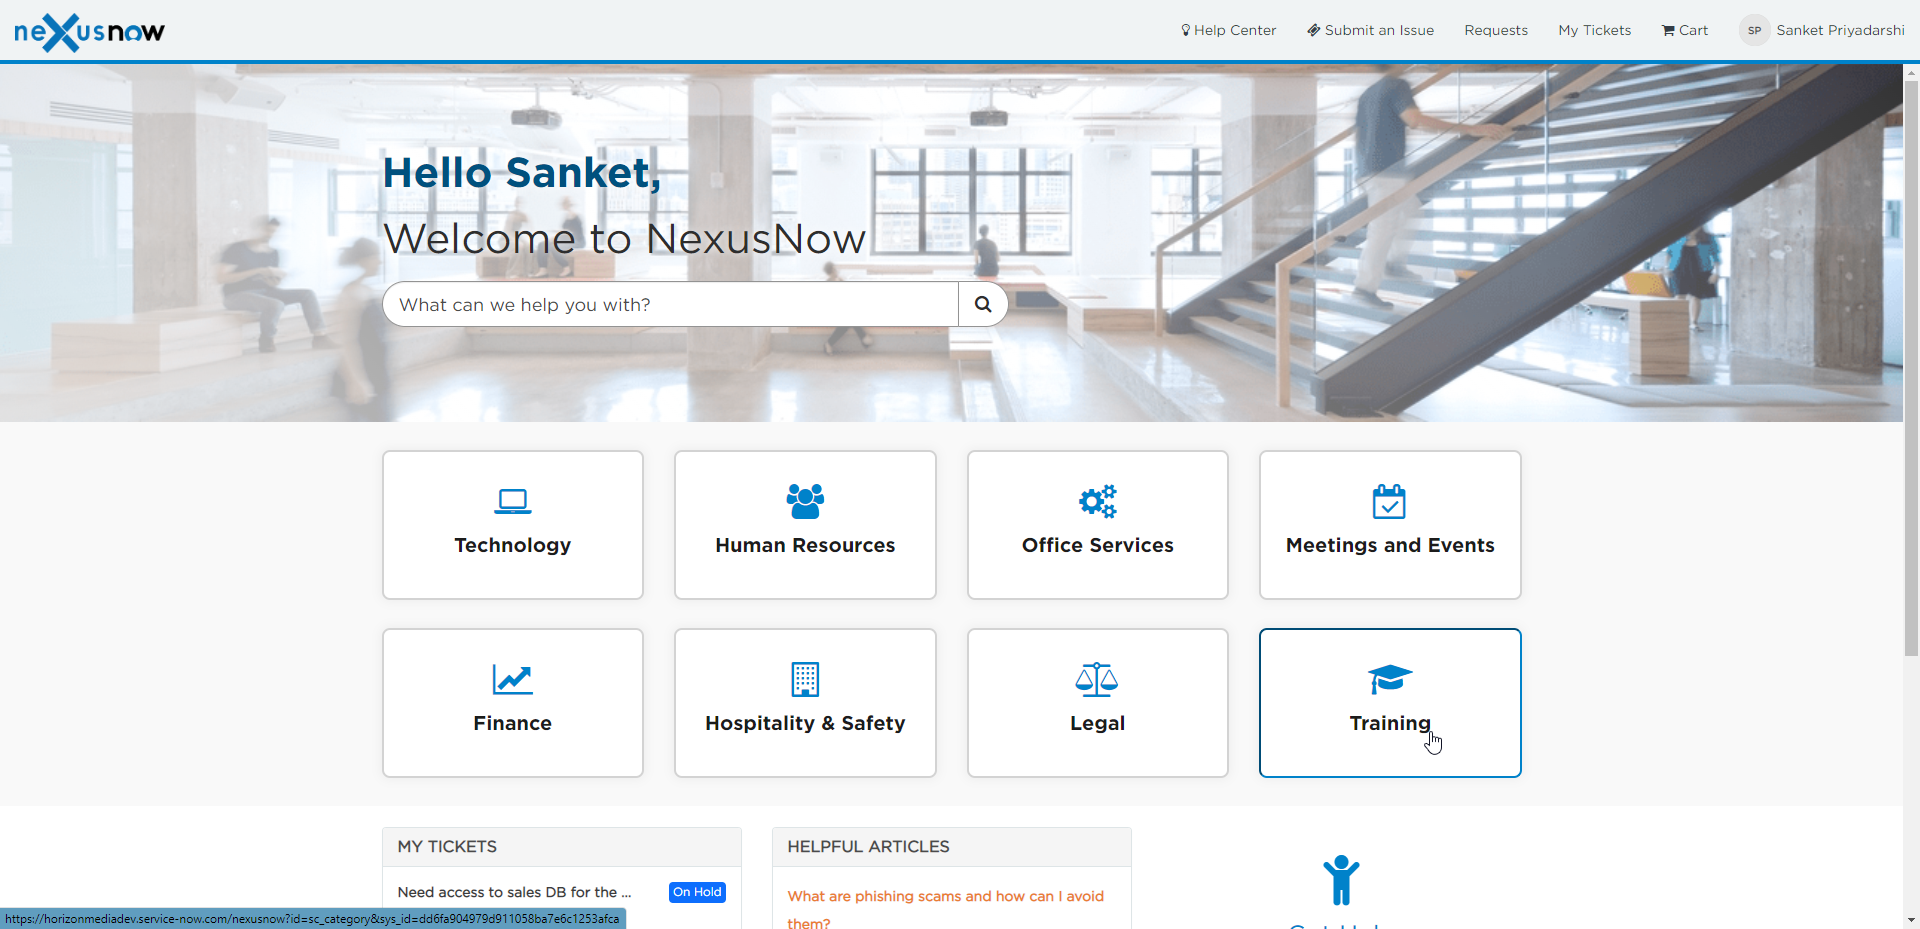 nexusnow
Help Center
Submit an Issue
Requests
My Tickets
Cart
SP
Sanket Priyadarshi
Hello Sanket,
Welcome to NexusNow
What can we help you with?
Technology
Human Resources
Office Services
Meetings and Events
Finance
Hospitality & Safety
Legal
Training
MY TICKETS
Need access to sales DB for the ...
On Hold
HELPFUL ARTICLES
What are phishing scams and how can I avoid
them?
https://horizonmediadev.service-now.com/nexusnow?id=sc_category&sys_id=dd6fa904979d911058ba7e6c1253afca